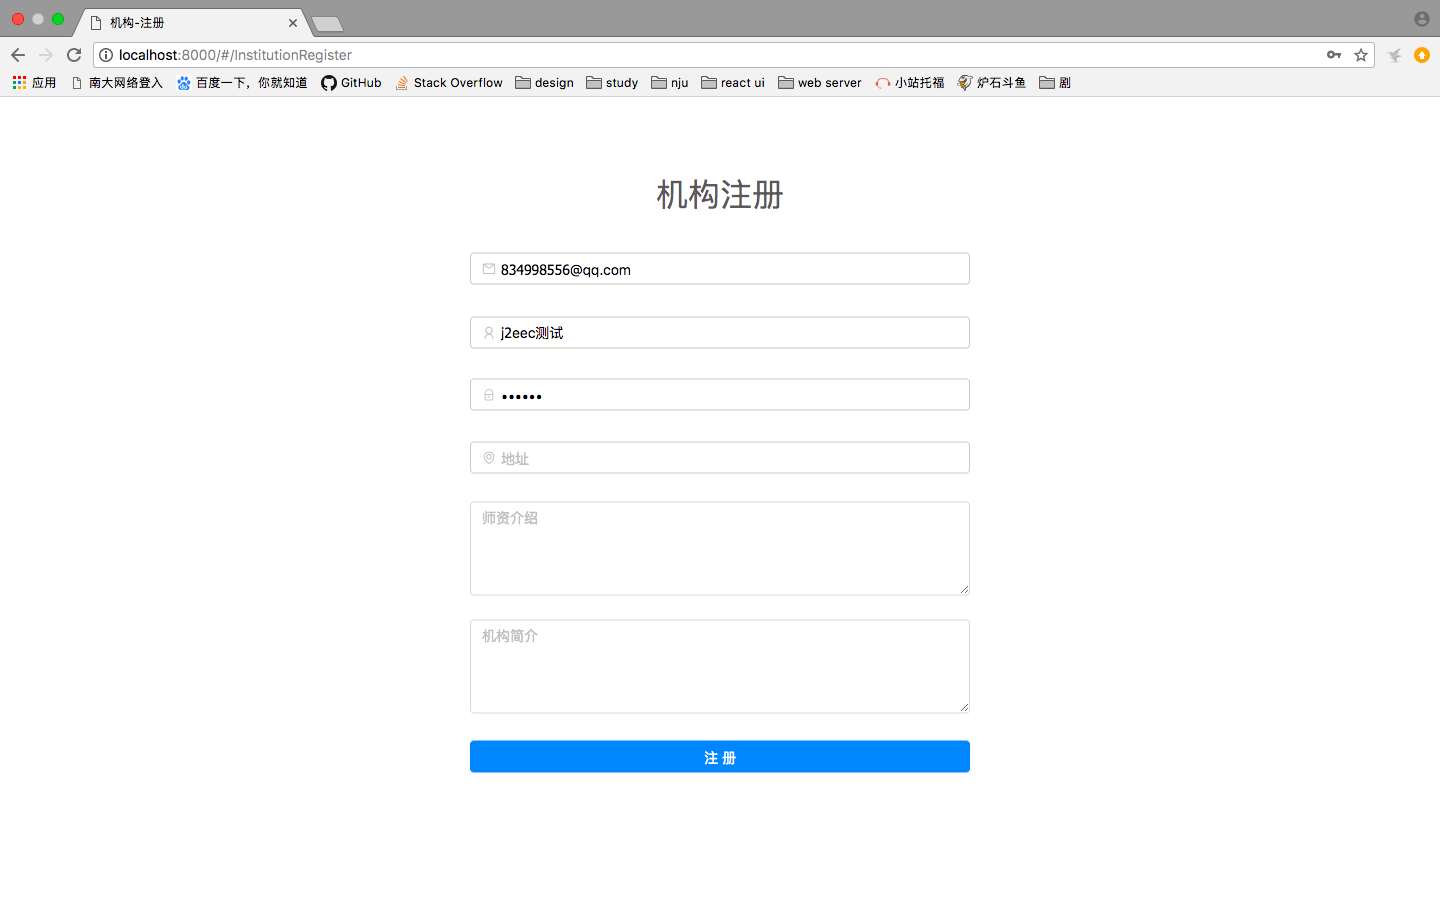 机构-注册
localhost:8000/#/InstitutionRegister
应用 南大网络登入 百度一下，你就知道 GitHub Stack Overflow design study nju react ui web server 小站托福 炉石斗鱼 剧
机构注册
834998556@qq.com
j2eec测试
••••••
地址
师资介绍
机构简介
注 册